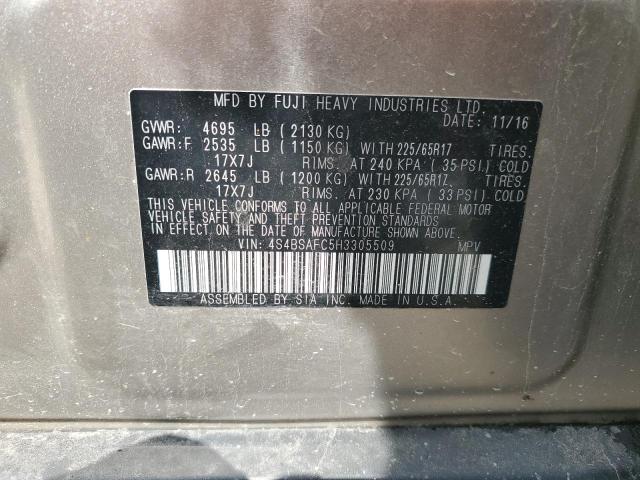 MFD BY FUJI HEAVY INDUSTRIES LTD.
DATE: 11/16
GVWR: 4695 LB (2130 KG)
GAWR:F 2535 LB (1150 KG) WITH 225/65R17 TIRES.
17X7J RIMS. AT 240 KPA (35 PSI) COLD
GAWR:R 2645 LB (1200 KG) WITH 225/65R17 TIRES.
17X7J RIMS. AT 230 KPA (33 PSI) COLD
THIS VEHICLE CONFORMS TO ALL APPLICABLE FEDERAL MOTOR
VEHICLE SAFETY AND THEFT PREVENTION STANDARDS
IN EFFECT ON THE DATE OF MANUFACTURE SHOWN ABOVE.
VIN: 4S4BSAFC5H3305509 MPV
ASSEMBLED BY SIA INC. MADE IN U.S.A.